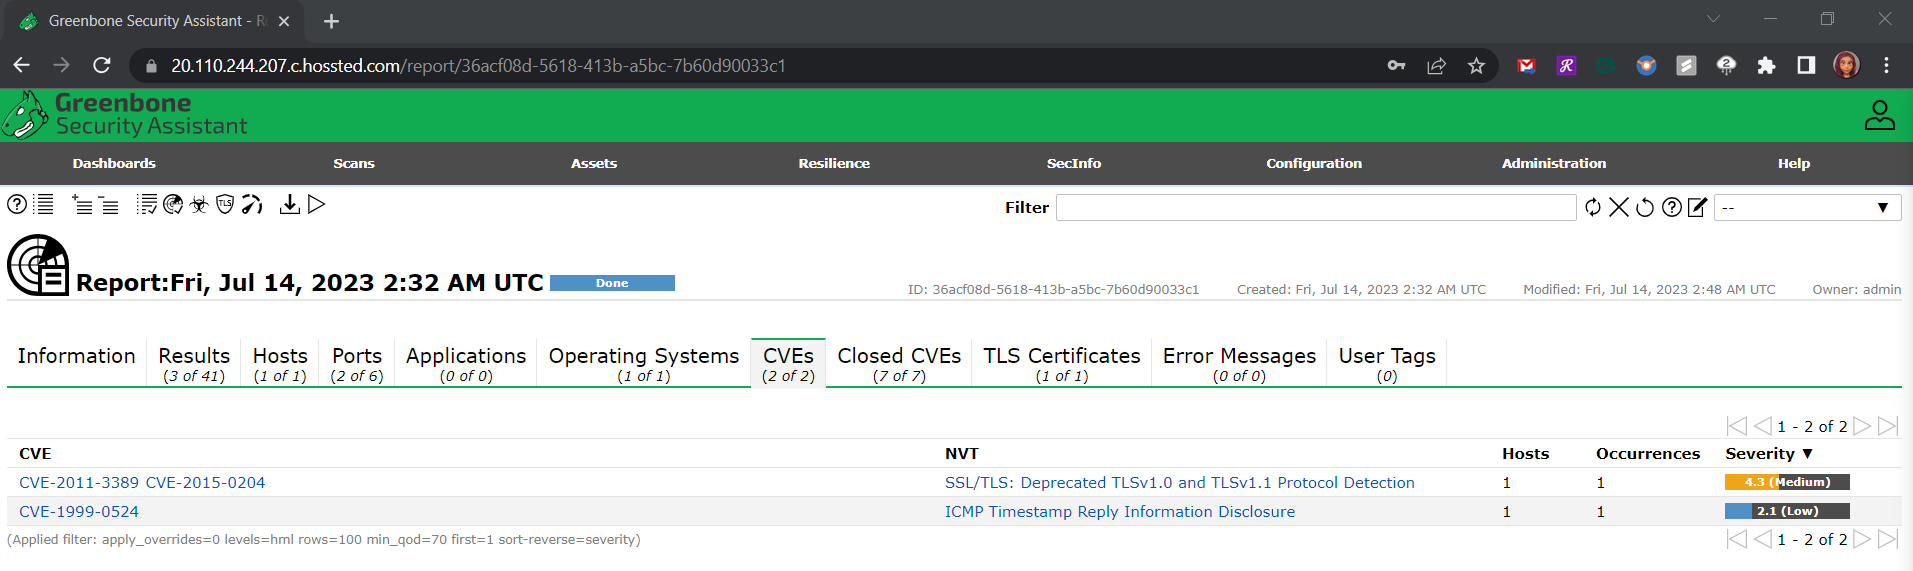 Greenbone Security Assistant - R
20.110.244.207.c.hossted.com/report/36acf08d-5618-413b-a5bc-7b60d90033c1
Greenbone
Security Assistant
Dashboards Scans Assets Resilience SecInfo Configuration Administration Help
TLS
Filter --
Report:Fri, Jul 14, 2023 2:32 AM UTC Done ID: 36acf08d-5618-413b-a5bc-7b60d90033c1 Created: Fri, Jul 14, 2023 2:32 AM UTC Modified: Fri, Jul 14, 2023 2:48 AM UTC Owner: admin
Information Results Hosts Ports Applications Operating Systems CVEs Closed CVEs TLS Certificates Error Messages User Tags
(3 of 41) (1 of 1) (2 of 6) (0 of 0) (1 of 1) (2 of 2) (7 of 7) (1 of 1) (0 of 0) (0)
1 - 2 of 2
CVE NVT Hosts Occurrences Severity ▼
CVE-2011-3389 CVE-2015-0204 SSL/TLS: Deprecated TLSv1.0 and TLSv1.1 Protocol Detection 1 1 4.3 (Medium)
CVE-1999-0524 ICMP Timestamp Reply Information Disclosure 1 1 2.1 (Low)
(Applied filter: apply_overrides=0 levels=hml rows=100 min_qod=70 first=1 sort-reverse=severity) 1 - 2 of 2